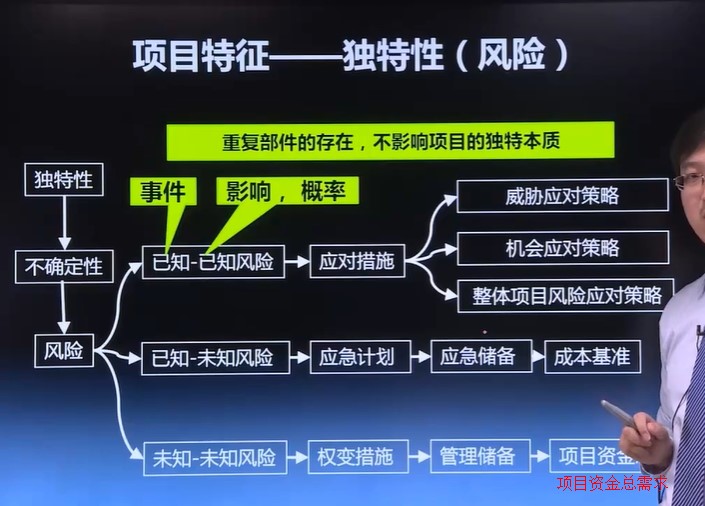 项目特征——独特性（风险）
重复部件的存在，不影响项目的独特本质
独特性
事件
影响，概率
威胁应对策略
不确定性
已知-已知风险
应对措施
机会应对策略
整体项目风险应对策略
风险
已知-未知风险
应急计划
应急储备
成本基准
未知-未知风险
权变措施
管理储备
项目资金
项目资金总需求